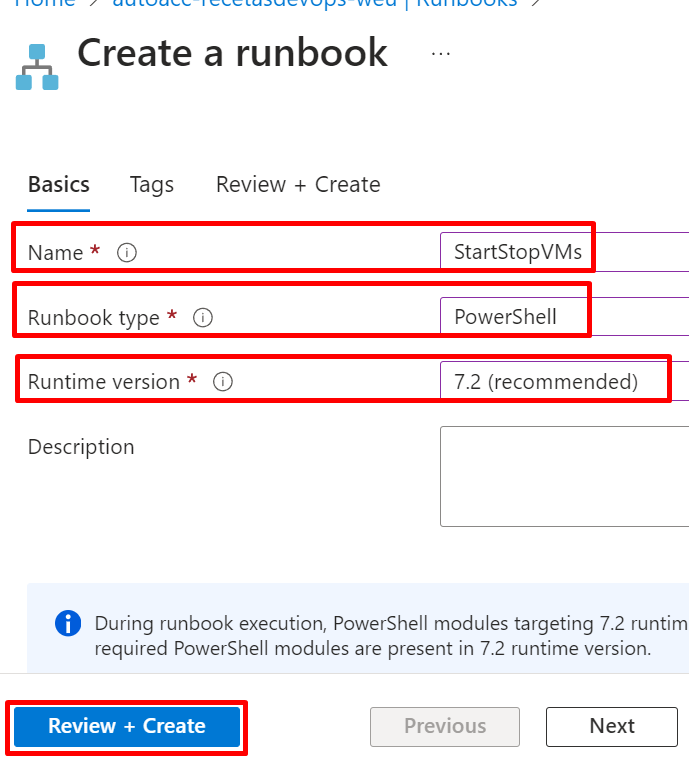 Home > autoacc-recetasdevops-weu | Runbooks >
Create a runbook ...
Basics Tags Review + Create
Name * StartStopVMs
Runbook type * PowerShell
Runtime version * 7.2 (recommended)
Description
During runbook execution, PowerShell modules targeting 7.2
required PowerShell modules are present in 7.2 runtime version.
Review + Create Previous Next